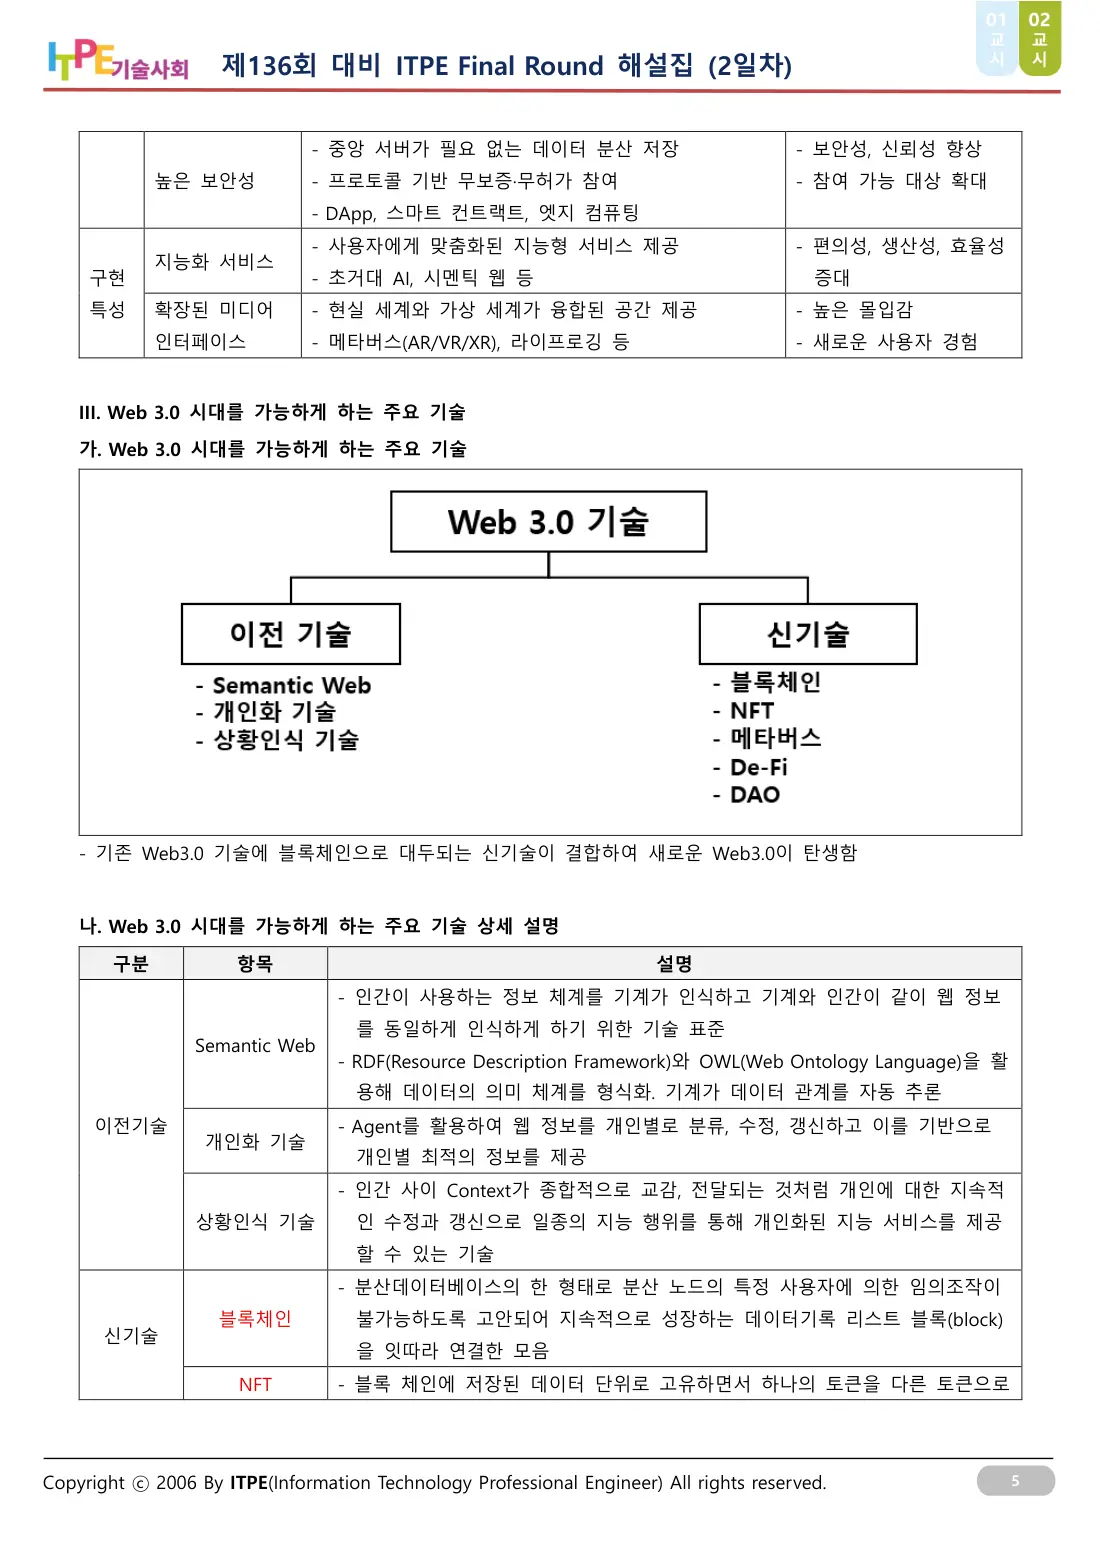 01
교
시
02
교
시
ITPE기술사회 제136회 대비 ITPE Final Round 해설집 (2일차)
높은 보안성
- 중앙 서버가 필요 없는 데이터 분산 저장
- 프로토콜 기반 무보증·무허가 참여
- DApp, 스마트 컨트랙트, 엣지 컴퓨팅
- 보안성, 신뢰성 향상
- 참여 가능 대상 확대
구현
특성
지능화 서비스
- 사용자에게 맞춤화된 지능형 서비스 제공
- 초거대 AI, 시멘틱 웹 등
- 편의성, 생산성, 효율성
증대
확장된 미디어
인터페이스
- 현실 세계와 가상 세계가 융합된 공간 제공
- 메타버스(AR/VR/XR), 라이프로깅 등
- 높은 몰입감
- 새로운 사용자 경험
III. Web 3.0 시대를 가능하게 하는 주요 기술
가. Web 3.0 시대를 가능하게 하는 주요 기술
Web 3.0 기술
이전 기술
- Semantic Web
- 개인화 기술
- 상황인식 기술
신기술
- 블록체인
- NFT
- 메타버스
- De-Fi
- DAO
- 기존 Web3.0 기술에 블록체인으로 대두되는 신기술이 결합하여 새로운 Web3.0이 탄생함
나. Web 3.0 시대를 가능하게 하는 주요 기술 상세 설명
구분 항목 설명
이전기술
Semantic Web
- 인간이 사용하는 정보 체계를 기계가 인식하고 기계와 인간이 같이 웹 정보
를 동일하게 인식하게 하기 위한 기술 표준
- RDF(Resource Description Framework)와 OWL(Web Ontology Language)을 활
용해 데이터의 의미 체계를 형식화. 기계가 데이터 관계를 자동 추론
개인화 기술
- Agent를 활용하여 웹 정보를 개인별로 분류, 수정, 갱신하고 이를 기반으로
개인별 최적의 정보를 제공
상황인식 기술
- 인간 사이 Context가 종합적으로 교감, 전달되는 것처럼 개인에 대한 지속적
인 수정과 갱신으로 일종의 지능 행위를 통해 개인화된 지능 서비스를 제공
할 수 있는 기술
신기술
블록체인
- 분산데이터베이스의 한 형태로 분산 노드의 특정 사용자에 의한 임의조작이
불가능하도록 고안되어 지속적으로 성장하는 데이터기록 리스트 블록(block)
을 잇따라 연결한 모음
NFT
- 블록 체인에 저장된 데이터 단위로 고유하면서 하나의 토큰을 다른 토큰으로
Copyright ⓒ 2006 By ITPE(Information Technology Professional Engineer) All rights reserved.
5